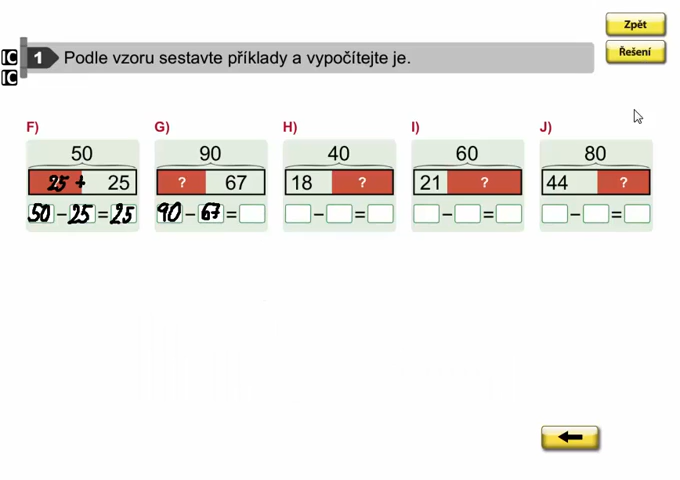 Zpět
Řešení
1 Podle vzoru sestavte příklady a vypočítejte je.
F) G) H) I) J)
50 90 40 60 80
25 + 25 ? 67 18 ? 21 ? 44 ?
50 - 25 = 25 90 - 67 = - = - = - =